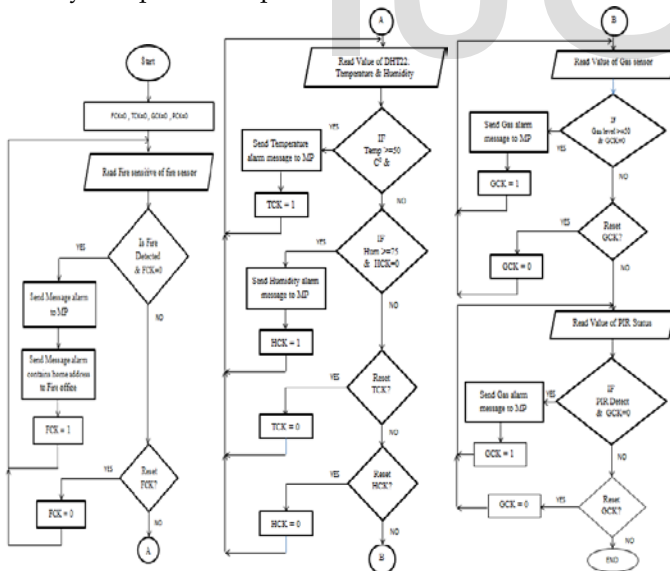 Start
FCK=0 , TCK=0, GCK=0 , PCK=0
Read Fire sensitive of fire sensor
Is Fire
Detected
& FCK=0
YES
NO
Send Message alarm
to MP
Send Message alarm
contains home address
to Fire office
FCK = 1
Reset
FCK?
YES
NO
FCK = 0
A
A
Read Value of DHT22.
Temperature & Humidity
IF
Temp >=50
C⁰ &
YES
NO
Send Temperature
alarm message to MP
TCK = 1
IF
Hum >=75
& HCK=0
YES
NO
Send Humidity alarm
message to MP
HCK = 1
Reset
TCK?
YES
NO
TCK = 0
Reset
HCK?
YES
NO
HCK = 0
B
B
Read Value of Gas sensor
IF
Gas level >=50
& GCK=0
YES
NO
Send Gas alarm
message to MP
GCK = 1
Reset
GCK?
YES
NO
GCK = 0
Read Value of PIR Status
IF
PIR Detect
& GCK=0
YES
NO
Send Gas alarm
message to MP
GCK = 1
Reset
GCK?
YES
NO
GCK = 0
END